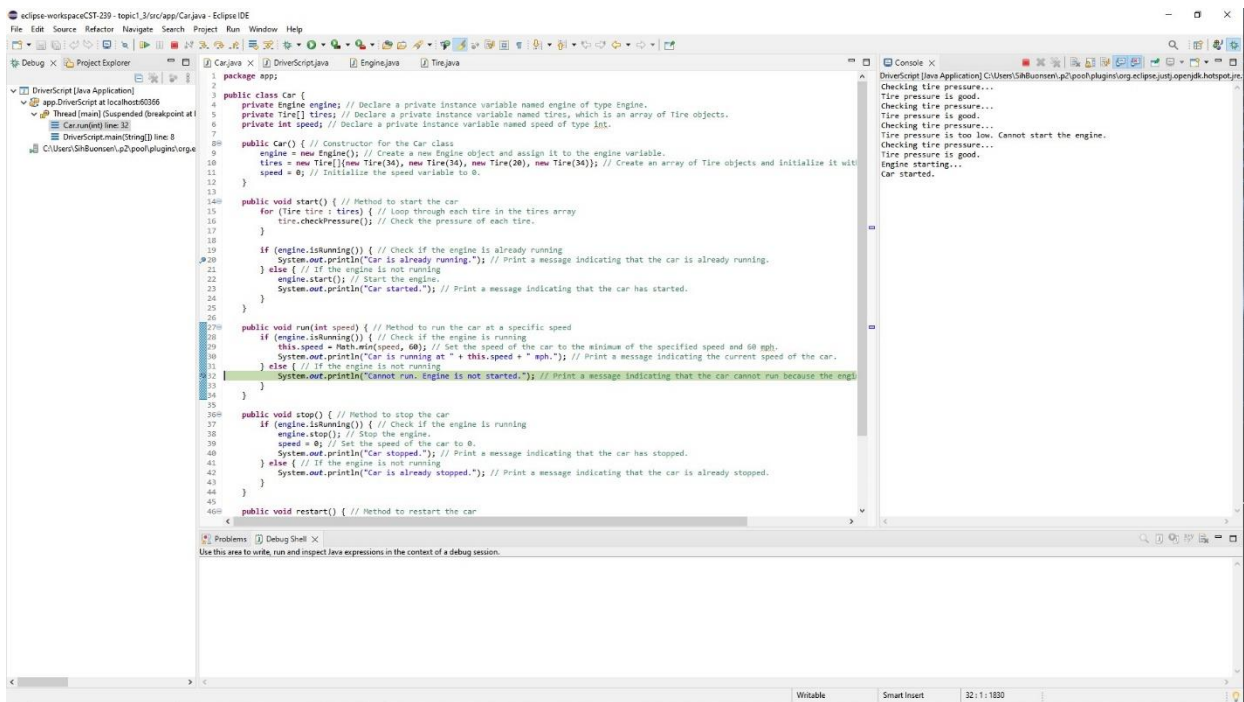 eclipse-workspaceCST-239 - topic1_3/src/app/Car.java - Eclipse IDE
File Edit Source Refactor Navigate Search Project Run Window Help
Debug Project Explorer
DriverScript [Java Application]
app.DriverScript at localhost:60366
Thread [main] (Suspended (breakpoint at l
Car.run(int) line: 32
DriverScript.main(String[]) line: 8
C:\Users\SihBuonsen\.p2\pool\plugins\org.e
Car.java DriverScript.java Engine.java Tire.java
1 package app;
2
3 public class Car {
4 private Engine engine; // Declare a private instance variable named engine of type Engine.
5 private Tire[] tires; // Declare a private instance variable named tires, which is an array of Tire objects.
6 private int speed; // Declare a private instance variable named speed of type int.
7
8 public Car() { // Constructor for the Car class
9 engine = new Engine(); // Create a new Engine object and assign it to the engine variable.
10 tires = new Tire[]{new Tire(34), new Tire(34), new Tire(20), new Tire(34)}; // Create an array of Tire objects and initialize it wit
11 speed = 0; // Initialize the speed variable to 0.
12 }
13
14 public void start() { // Method to start the car
15 for (Tire tire : tires) { // Loop through each tire in the tires array
16 tire.checkPressure(); // Check the pressure of each tire.
17 }
18
19 if (engine.isRunning()) { // Check if the engine is already running
20 System.out.println("Car is already running."); // Print a message indicating that the car is already running.
21 } else { // If the engine is not running
22 engine.start(); // Start the engine.
23 System.out.println("Car started."); // Print a message indicating that the car has started.
24 }
25 }
26
27 public void run(int speed) { // Method to run the car at a specific speed
28 if (engine.isRunning()) { // Check if the engine is running
29 this.speed = Math.min(speed, 60); // Set the speed of the car to the minimum of the specified speed and 60 mph.
30 System.out.println("Car is running at " + this.speed + " mph."); // Print a message indicating the current speed of the car.
31 } else { // If the engine is not running
32 System.out.println("Cannot run. Engine is not started."); // Print a message indicating that the car cannot run because the engi
33 }
34 }
35
36 public void stop() { // Method to stop the car
37 if (engine.isRunning()) { // Check if the engine is running
38 engine.stop(); // Stop the engine.
39 speed = 0; // Set the speed of the car to 0.
40 System.out.println("Car stopped."); // Print a message indicating that the car has stopped.
41 } else { // If the engine is not running
42 System.out.println("Car is already stopped."); // Print a message indicating that the car is already stopped.
43 }
44 }
45
46 public void restart() { // Method to restart the car
Console
DriverScript [Java Application] C:\Users\SihBuonsen\.p2\pool\plugins\org.eclipse.justj.openjdk.hotspot.jre.
Checking tire pressure...
Tire pressure is good.
Checking tire pressure...
Tire pressure is good.
Checking tire pressure...
Tire pressure is too low. Cannot start the engine.
Checking tire pressure...
Tire pressure is good.
Engine starting...
Car started.
Problems Debug Shell
Use this area to write, run and inspect Java expressions in the context of a debug session.
Writable Smart Insert 32 : 1 : 1830